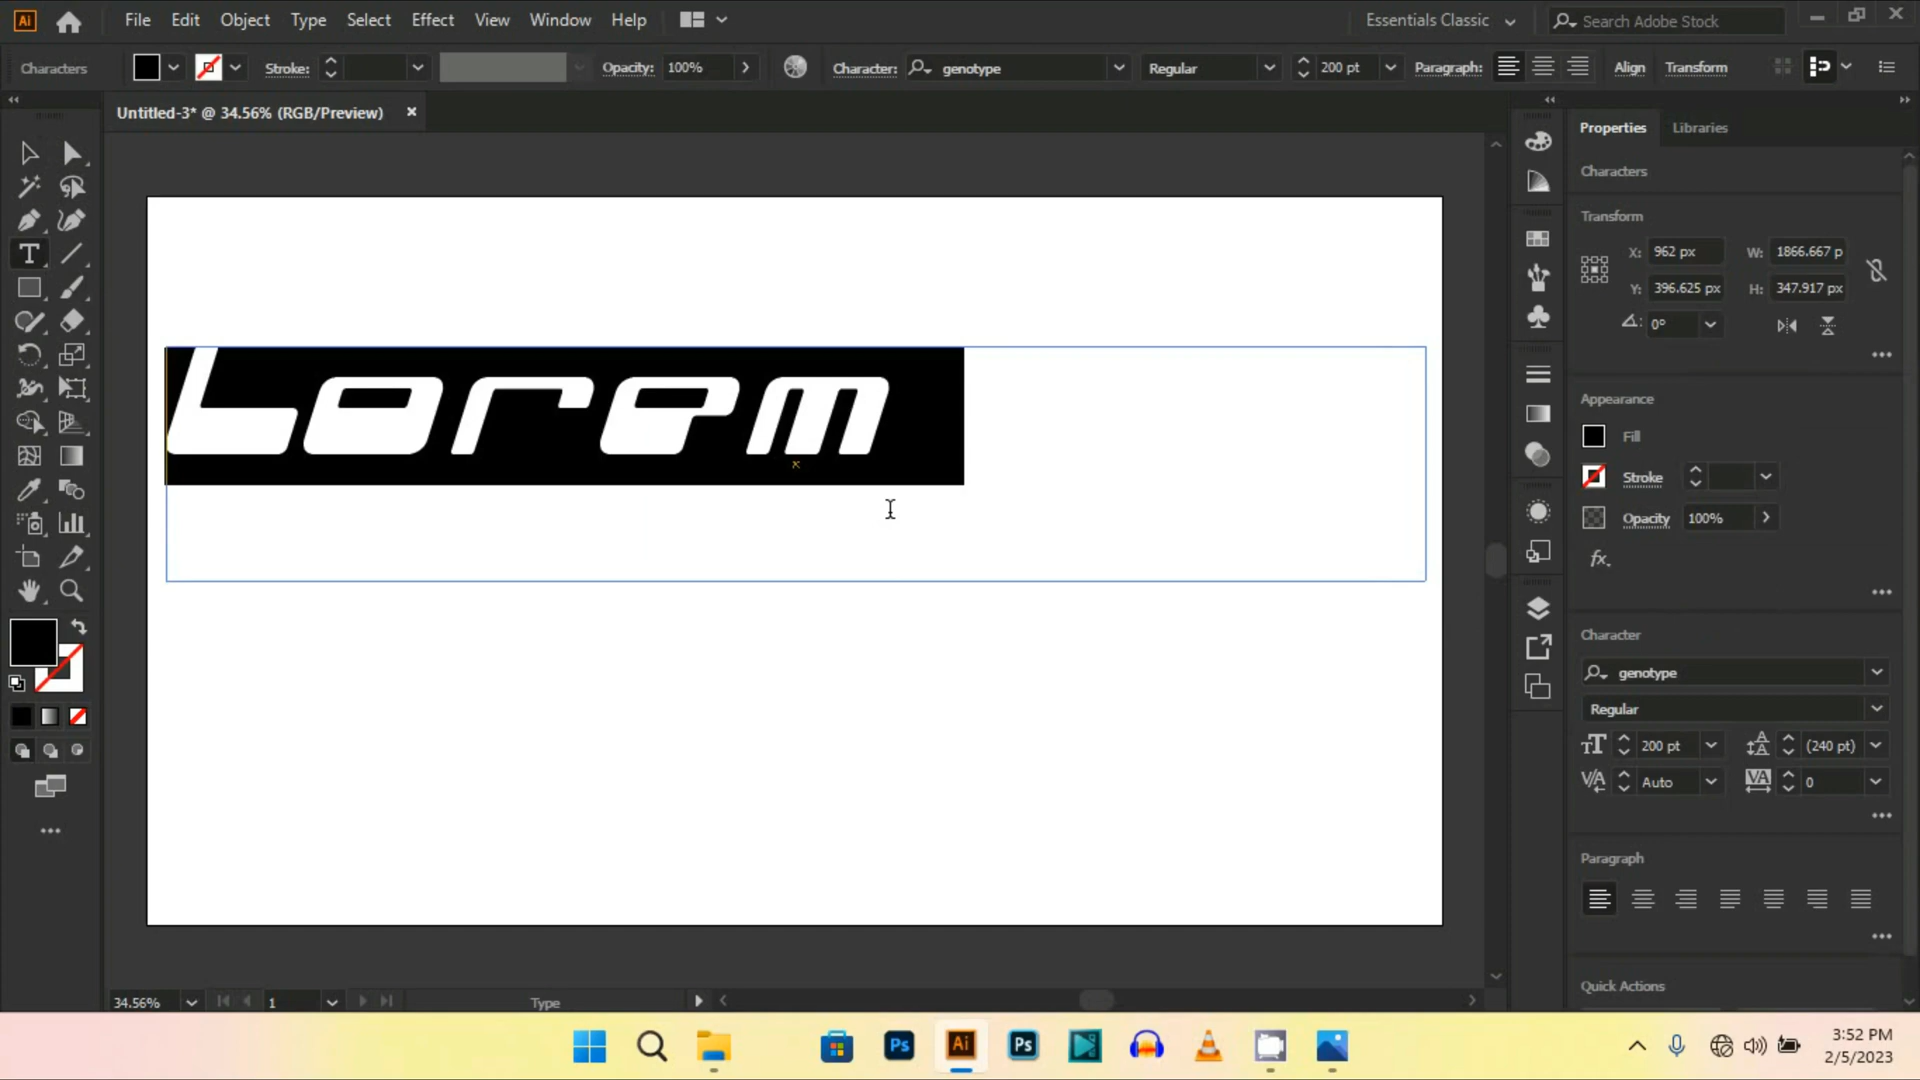 Ai File Edit Object Type Select Effect View Window Help Essentials Classic Search Adobe Stock
Characters Stroke: Opacity: 100% Character: genotype Regular 200 pt Paragraph: Align Transform
Untitled-3* @ 34.56% (RGB/Preview)
Properties Libraries
Characters
Transform
X: 962 px W: 1866.667 p
Y: 396.625 px H: 347.917 px
0°
Appearance
Fill
Stroke
Opacity 100%
fx.
Lorem
Character
genotype
Regular
200 pt (240 pt)
Auto 0
Paragraph
Quick Actions
34.56% 1 Type
Ps Ai Ps
3:52 PM
2/5/2023